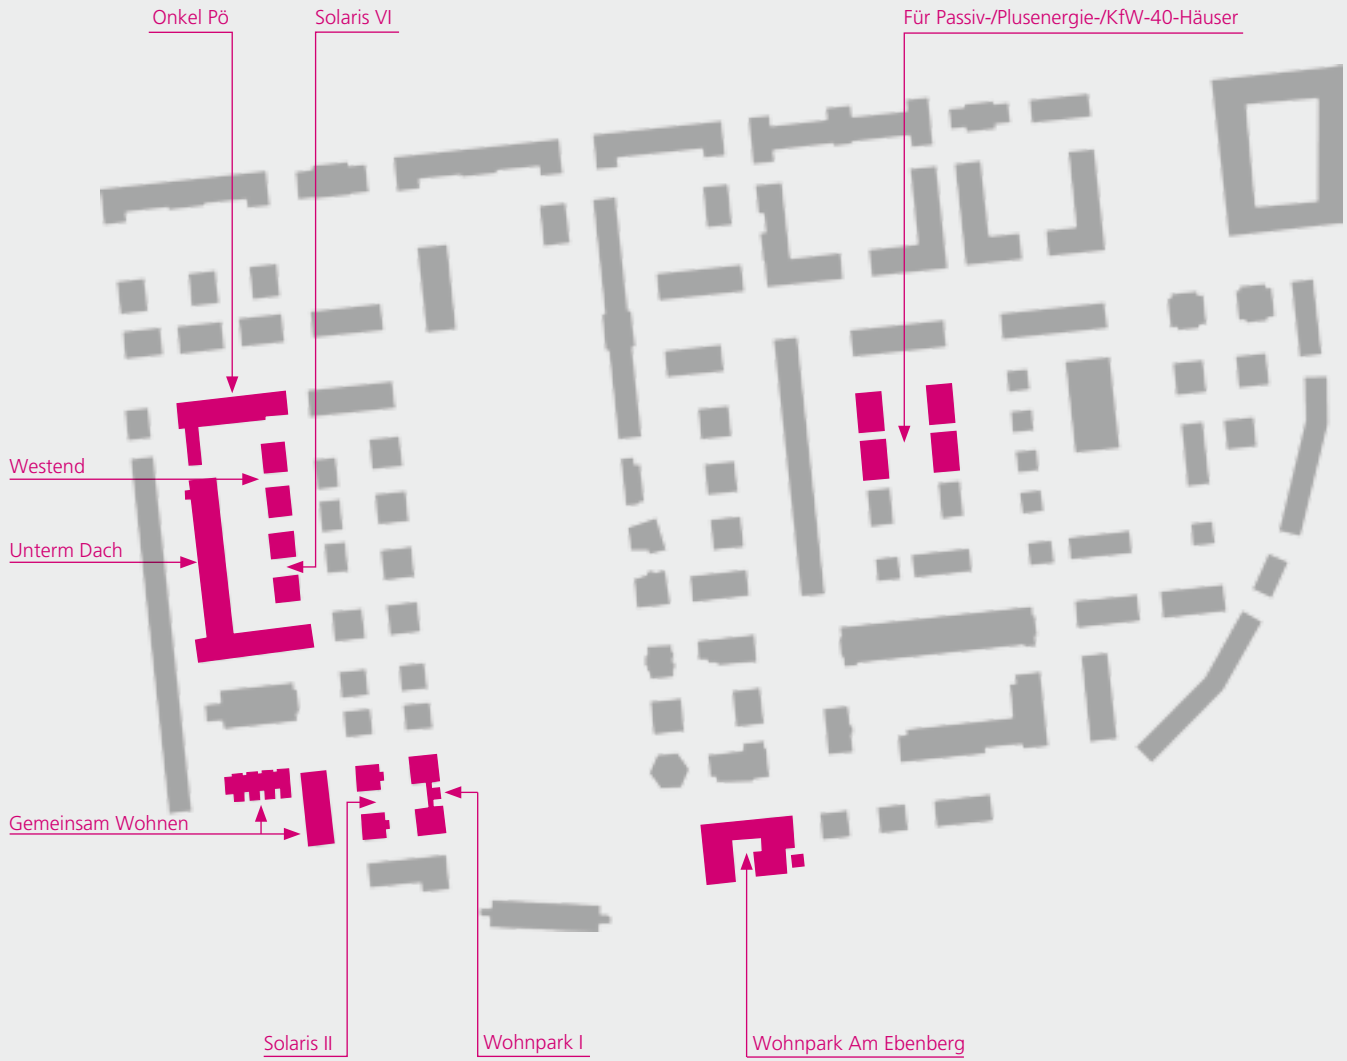 Onkel Pö
Solaris VI
Für Passiv-/Plusenergie-/KfW-40-Häuser
Westend
Unterm Dach
Gemeinsam Wohnen
Solaris II
Wohnpark I
Wohnpark Am Ebenberg